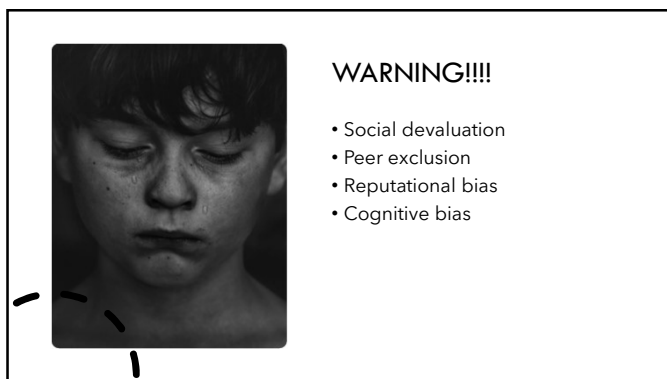 WARNING!!!!
• Social devaluation
• Peer exclusion
• Reputational bias
• Cognitive bias